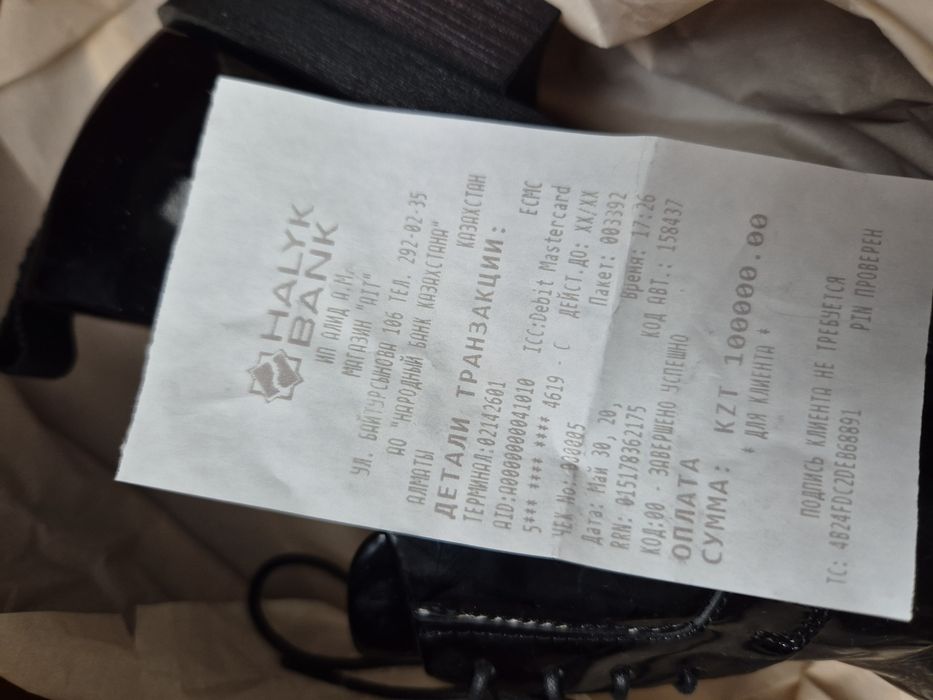 HALYK
BANK
ИП АЛИД А.М.
МАГАЗИН "AIT"
УЛ. БАЙТУРСЫНОВА 106 ТЕЛ. 292-02-35
АО "НАРОДНЫЙ БАНК КАЗАХСТАНА"
АЛМАТЫ КАЗАХСТАН
ДЕТАЛИ ТРАНЗАКЦИИ:
ТЕРМИНАЛ:02142601 ECMC
AID:A0000000041010 ICC:Debit Mastercard
5*** **** **** 4619 - C ДЕЙСТ.ДО: XX/XX
ЧЕК No.:000005 Пакет: 003392
Дата: Май 30, 20, Время: 17:26
RRN: 015178362175 КОД АВТ.: 158437
КОД:00 - ЗАВЕРШЕНО УСПЕШНО
ОПЛАТА
СУММА: KZT 10000.00
* ДЛЯ КЛИЕНТА *
ПОДПИСЬ КЛИЕНТА НЕ ТРЕБУЕТСЯ
PIN ПРОВЕРЕН
TC: 4B24FDC2DEB68891